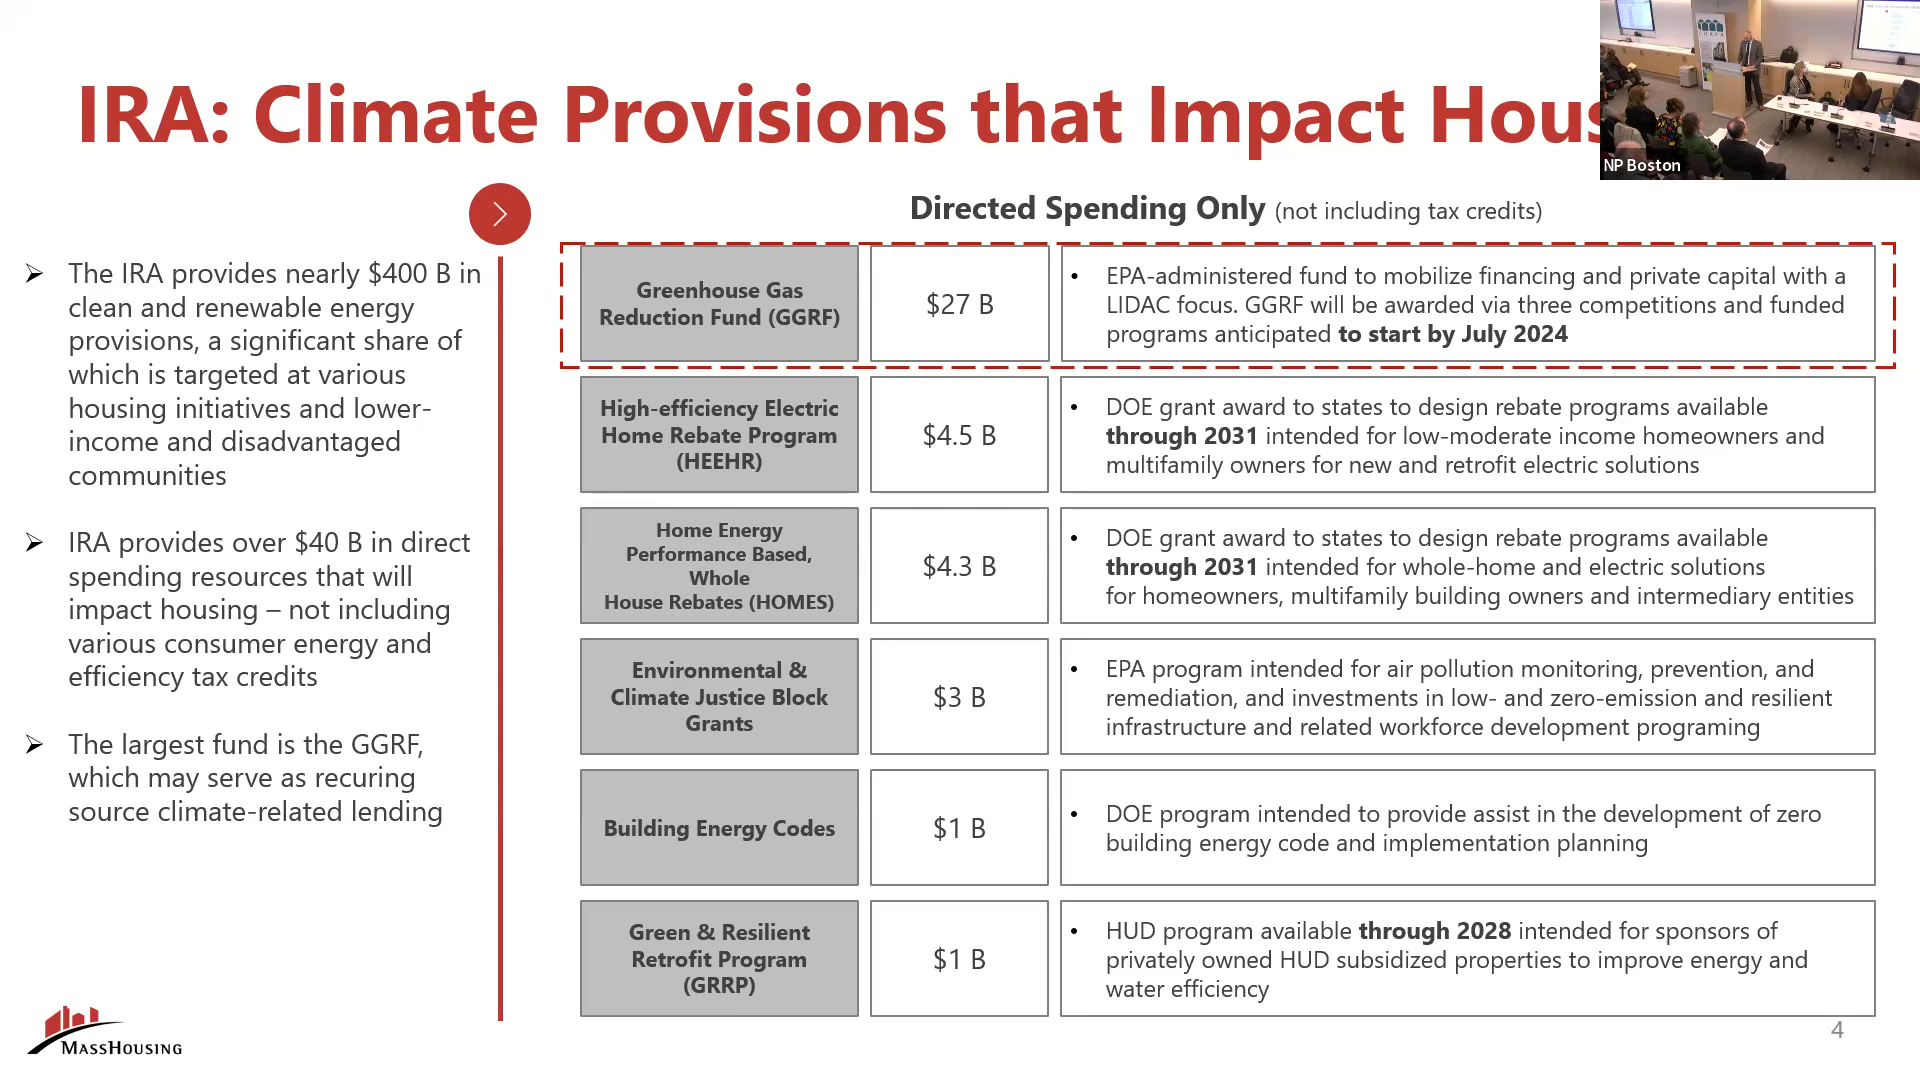 IRA: Climate Provisions that Impact Hous
NP Boston
Directed Spending Only (not including tax credits)
➢ The IRA provides nearly $400 B in
clean and renewable energy
provisions, a significant share of
which is targeted at various
housing initiatives and lower-
income and disadvantaged
communities
➢ IRA provides over $40 B in direct
spending resources that will
impact housing – not including
various consumer energy and
efficiency tax credits
➢ The largest fund is the GGRF,
which may serve as recuring
source climate-related lending
Greenhouse Gas
Reduction Fund (GGRF)
$27 B
• EPA-administered fund to mobilize financing and private capital with a
LIDAC focus. GGRF will be awarded via three competitions and funded
programs anticipated to start by July 2024
High-efficiency Electric
Home Rebate Program
(HEEHR)
$4.5 B
• DOE grant award to states to design rebate programs available
through 2031 intended for low-moderate income homeowners and
multifamily owners for new and retrofit electric solutions
Home Energy
Performance Based,
Whole
House Rebates (HOMES)
$4.3 B
• DOE grant award to states to design rebate programs available
through 2031 intended for whole-home and electric solutions
for homeowners, multifamily building owners and intermediary entities
Environmental &
Climate Justice Block
Grants
$3 B
• EPA program intended for air pollution monitoring, prevention, and
remediation, and investments in low- and zero-emission and resilient
infrastructure and related workforce development programing
Building Energy Codes
$1 B
• DOE program intended to provide assist in the development of zero
building energy code and implementation planning
Green & Resilient
Retrofit Program
(GRRP)
$1 B
• HUD program available through 2028 intended for sponsors of
privately owned HUD subsidized properties to improve energy and
water efficiency
MASSHOUSING
4